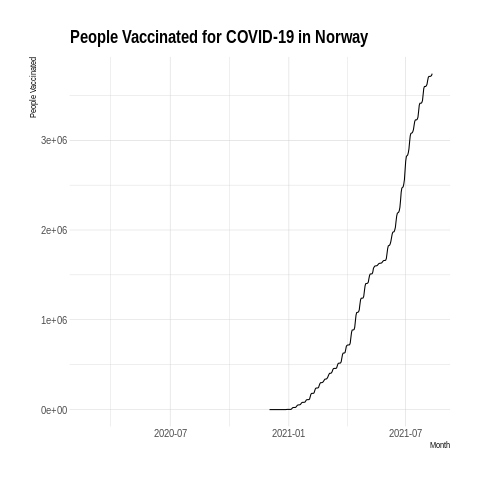 People Vaccinated for COVID-19 in Norway
People Vaccinated
3e+06
2e+06
1e+06
0e+00
2020-07
2021-01
2021-07
Month